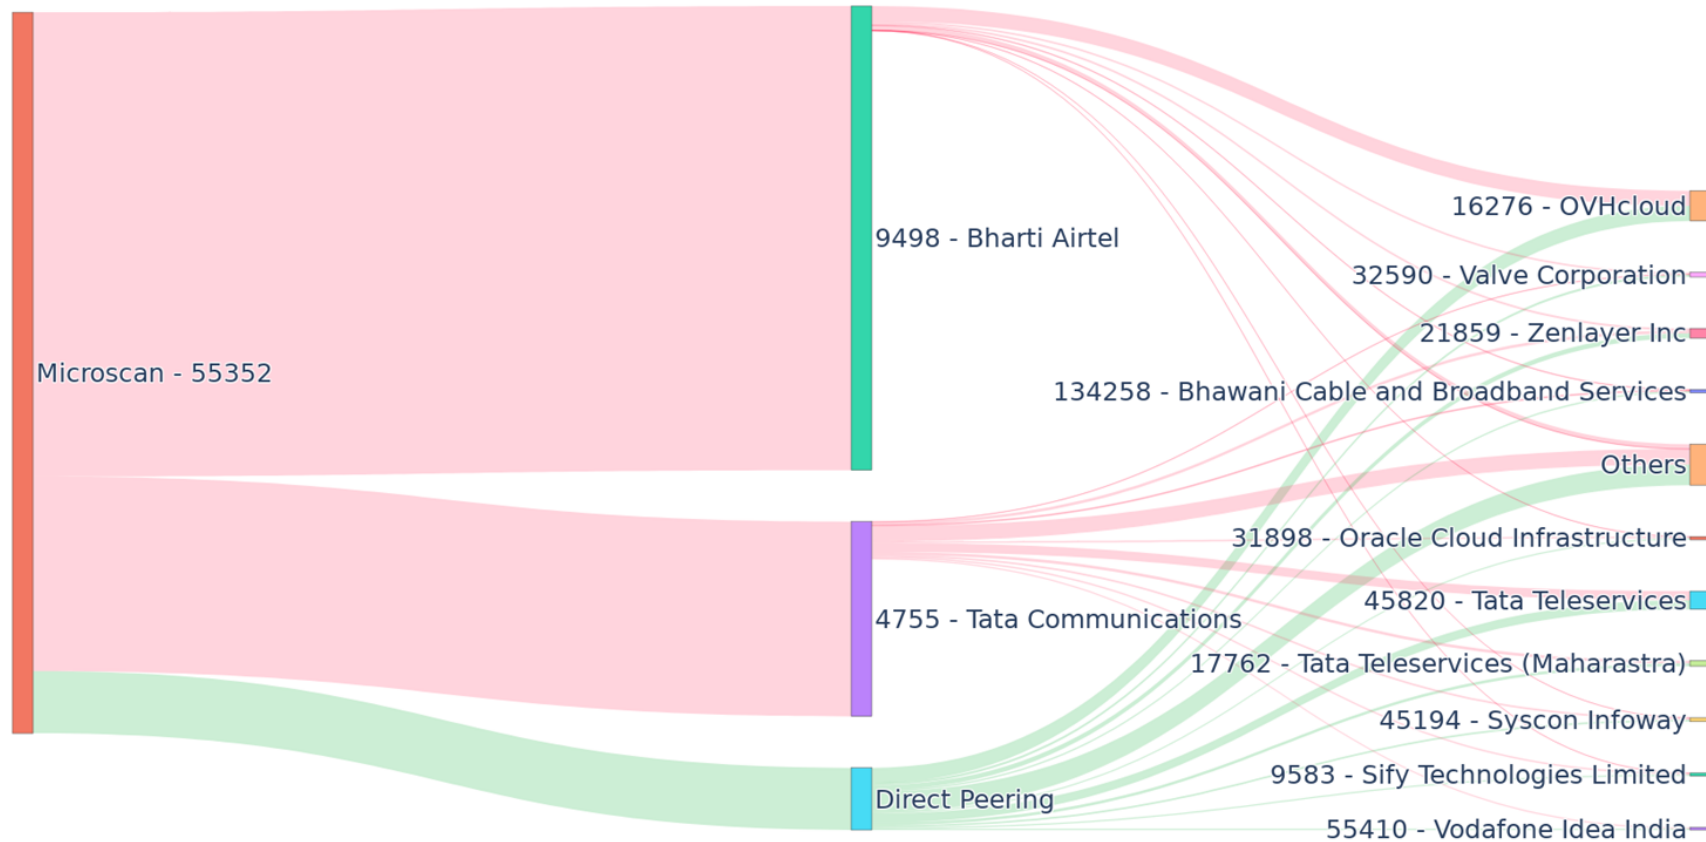 Microscan - 55352
9498 - Bharti Airtel
4755 - Tata Communications
Direct Peering
16276 - OVHcloud
32590 - Valve Corporation
21859 - Zenlayer Inc
134258 - Bhawani Cable and Broadband Services
Others
31898 - Oracle Cloud Infrastructure
45820 - Tata Teleservices
17762 - Tata Teleservices (Maharastra)
45194 - Syscon Infoway
9583 - Sify Technologies Limited
55410 - Vodafone Idea India